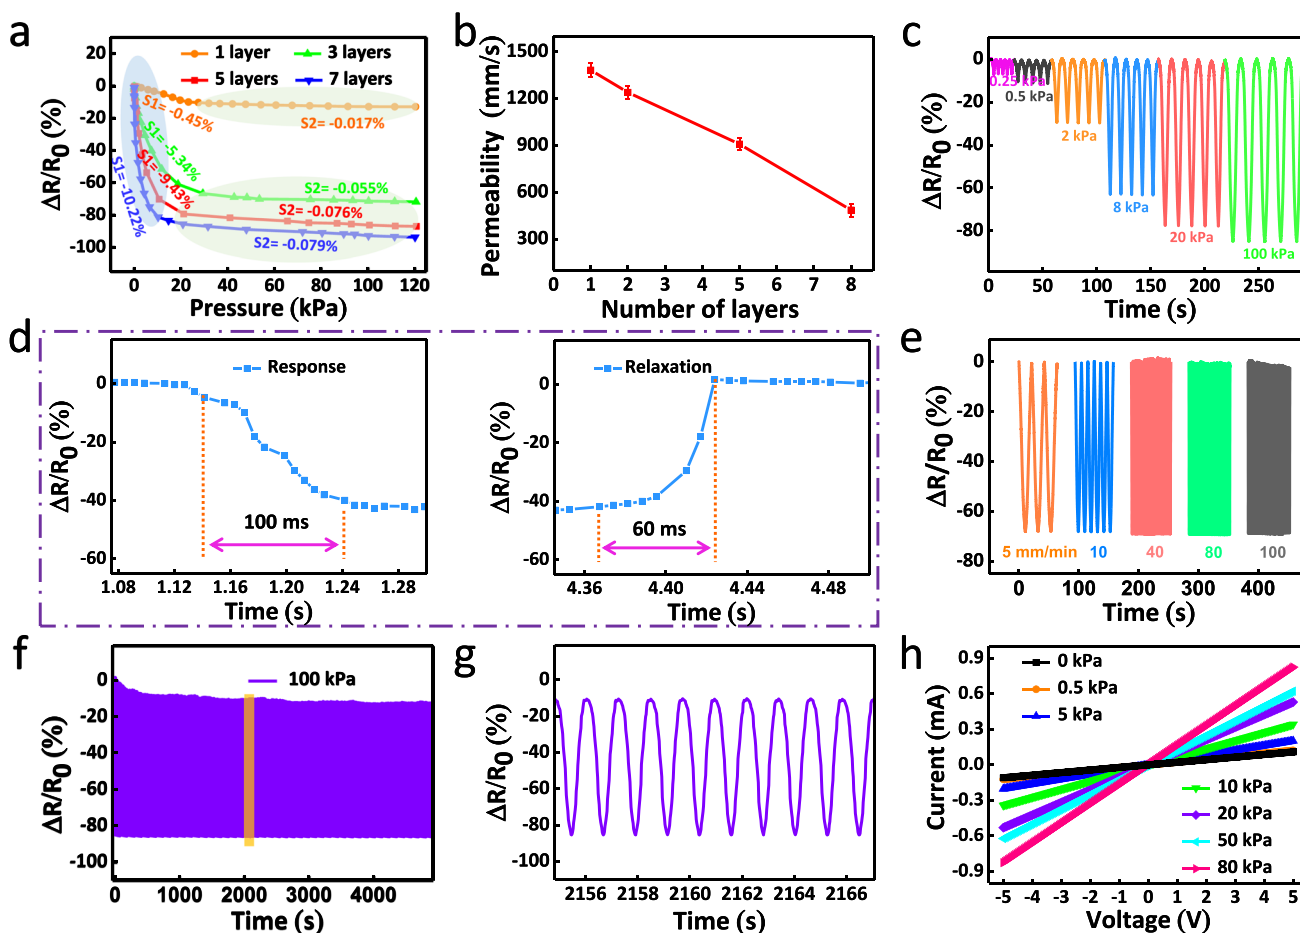 a
20
0
-20
-40
-60
-80
-100
ΔR/R0 (%)
1 layer
3 layers
5 layers
7 layers
S1= -0.45%
S2= -0.017%
S1= -5.34%
S2= -0.055%
S1= -9.43%
S2= -0.076%
S1= -10.22%
S2= -0.079%
0 20 40 60 80 100 120
Pressure (kPa)
b
1500
1200
900
600
300
Permeability (mm/s)
1 2 3 4 5 6 7 8
Number of layers
c
0
-20
-40
-60
-80
ΔR/R0 (%)
0.25 kPa
0.5 kPa
2 kPa
8 kPa
20 kPa
100 kPa
0 50 100 150 200 250
Time (s)
d
0
-20
-40
-60
ΔR/R0 (%)
Response
100 ms
1.08 1.12 1.16 1.20 1.24 1.28
Time (s)
0
-20
-40
-60
ΔR/R0 (%)
Relaxation
60 ms
4.36 4.40 4.44 4.48
Time (s)
e
0
-20
-40
-60
-80
ΔR/R0 (%)
5 mm/min 10 40 80 100
0 100 200 300 400
Time (s)
f
0
-20
-40
-60
-80
-100
ΔR/R0 (%)
100 kPa
0 1000 2000 3000 4000
Time (s)
g
0
-20
-40
-60
-80
-100
ΔR/R0 (%)
2156 2158 2160 2162 2164 2166
Time (s)
h
0.9
0.6
0.3
0.0
-0.3
-0.6
-0.9
Current (mA)
0 kPa
0.5 kPa
5 kPa
10 kPa
20 kPa
50 kPa
80 kPa
-5 -4 -3 -2 -1 0 1 2 3 4 5
Voltage (V)